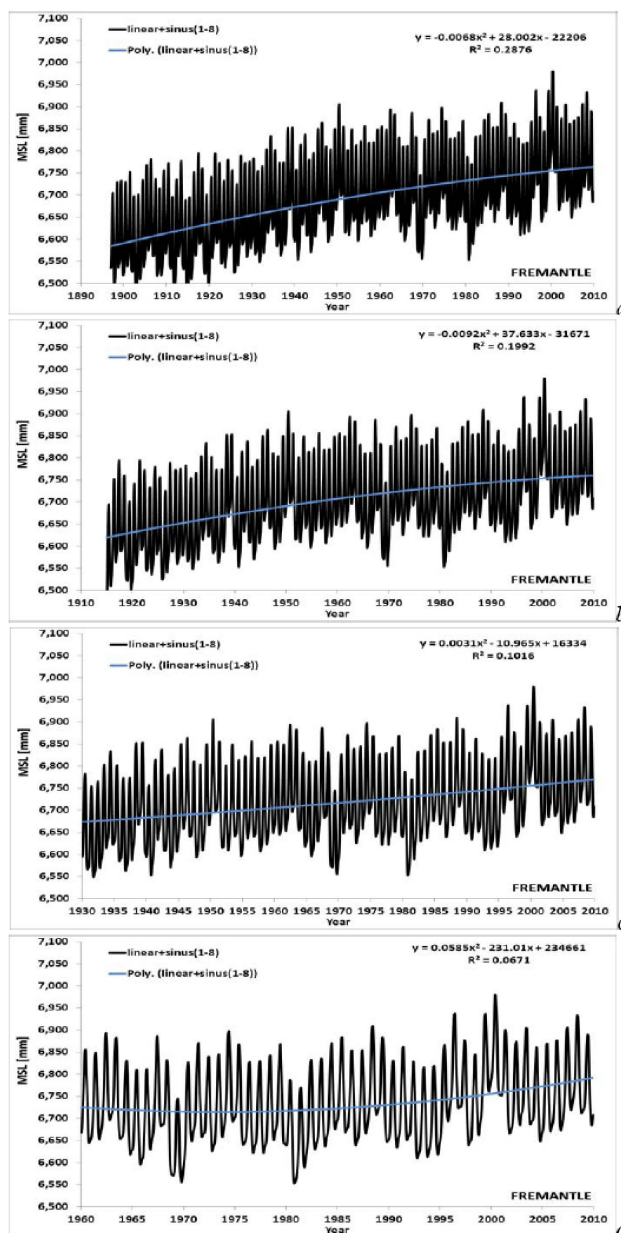 7,100
7,050
7,000
6,950
6,900
6,850
6,800
6,750
6,700
6,650
6,600
6,550
6,500
MSL [mm]
linear+sinus(1-8)
Poly. (linear+sinus(1-8))
y = -0.0068x² + 28.002x - 22206
R² = 0.2876
FREMANTLE
1890 1900 1910 1920 1930 1940 1950 1960 1970 1980 1990 2000 2010
Year
7,100
7,050
7,000
6,950
6,900
6,850
6,800
6,750
6,700
6,650
6,600
6,550
6,500
MSL [mm]
linear+sinus(1-8)
Poly. (linear+sinus(1-8))
y = -0.0092x² + 37.633x - 31671
R² = 0.1992
FREMANTLE
1910 1920 1930 1940 1950 1960 1970 1980 1990 2000 2010
Year
b
7,100
7,050
7,000
6,950
6,900
6,850
6,800
6,750
6,700
6,650
6,600
6,550
6,500
MSL [mm]
linear+sinus(1-8)
Poly. (linear+sinus(1-8))
y = 0.0031x² - 10.965x + 16334
R² = 0.1016
FREMANTLE
1930 1935 1940 1945 1950 1955 1960 1965 1970 1975 1980 1985 1990 1995 2000 2005 2010
Year
7,100
7,050
7,000
6,950
6,900
6,850
6,800
6,750
6,700
6,650
6,600
6,550
6,500
MSL [mm]
linear+sinus(1-8)
Poly. (linear+sinus(1-8))
y = 0.0585x² - 231.01x + 234661
R² = 0.0671
FREMANTLE
1960 1965 1970 1975 1980 1985 1990 1995 2000 2005 2010
Year